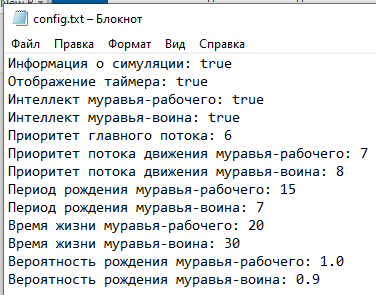 config.txt – Блокнот
Файл Правка Формат Вид Справка
Информация о симуляции: true
Отображение таймера: true
Интеллект муравья-рабочего: true
Интеллект муравья-воина: true
Приоритет главного потока: 6
Приоритет потока движения муравья-рабочего: 7
Приоритет потока движения муравья-воина: 8
Период рождения муравья-рабочего: 15
Период рождения муравья-воина: 7
Время жизни муравья-рабочего: 20
Время жизни муравья-воина: 30
Вероятность рождения муравья-рабочего: 1.0
Вероятность рождения муравья-воина: 0.9